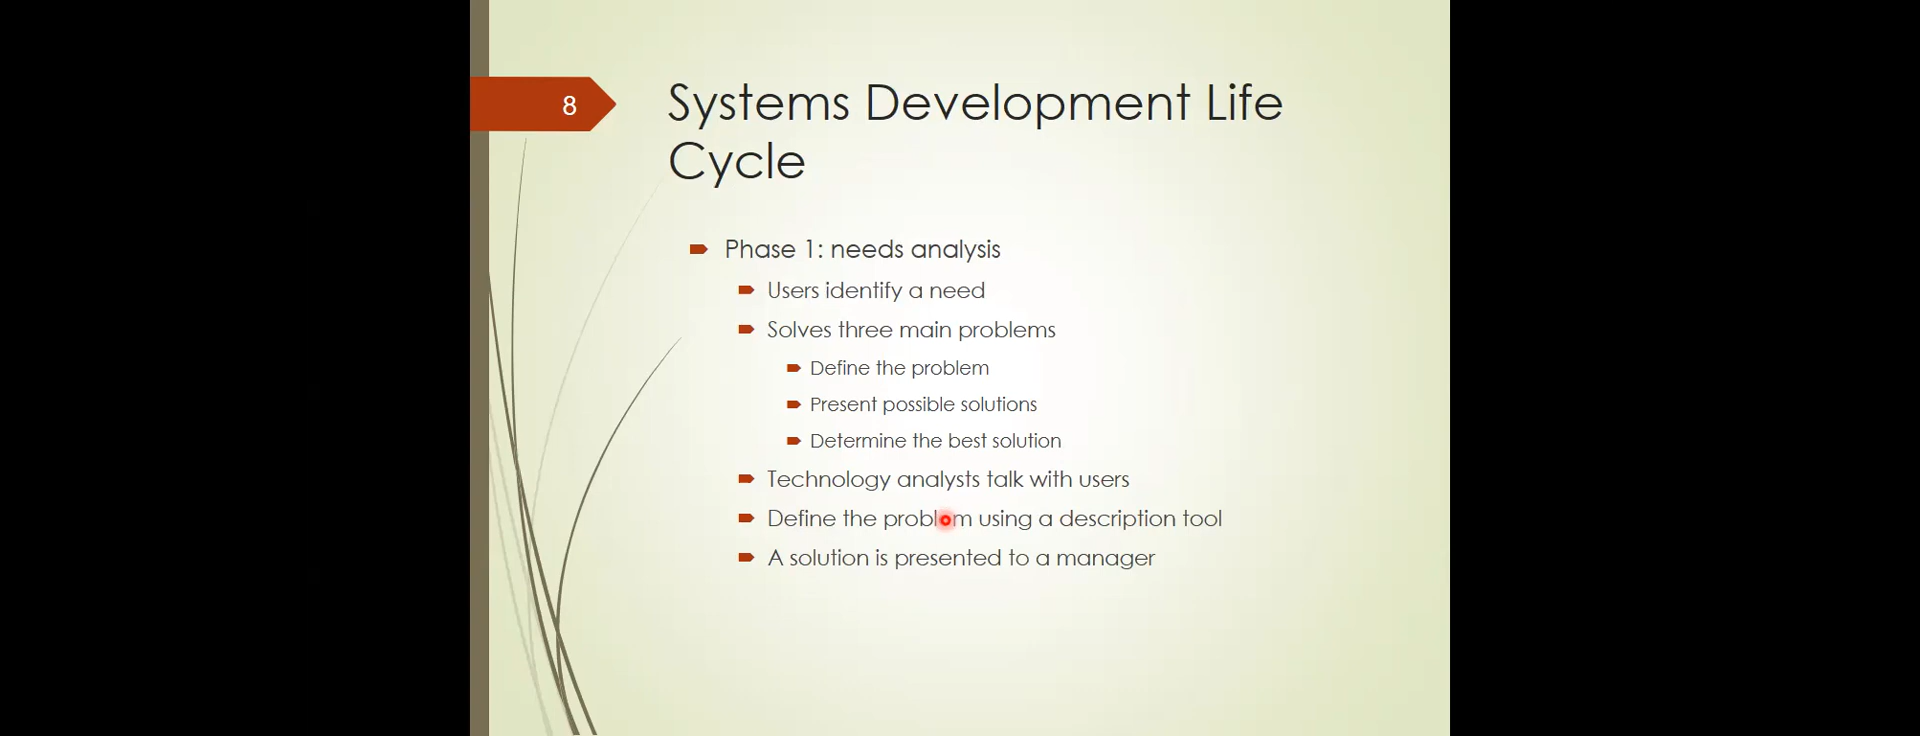 8
Systems Development Life
Cycle
Phase 1: needs analysis
Users identify a need
Solves three main problems
Define the problem
Present possible solutions
Determine the best solution
Technology analysts talk with users
Define the problem using a description tool
A solution is presented to a manager